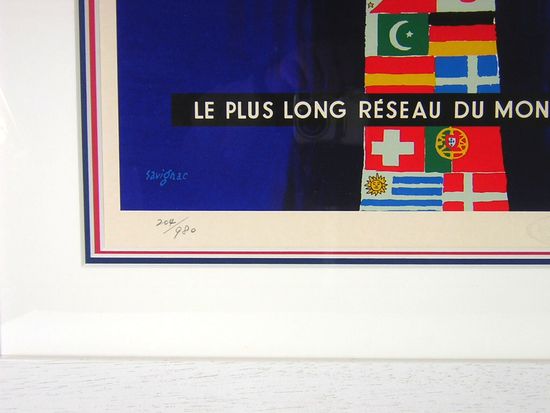 LE PLUS LONG RÉSEAU DU MON
Savignac
204/980